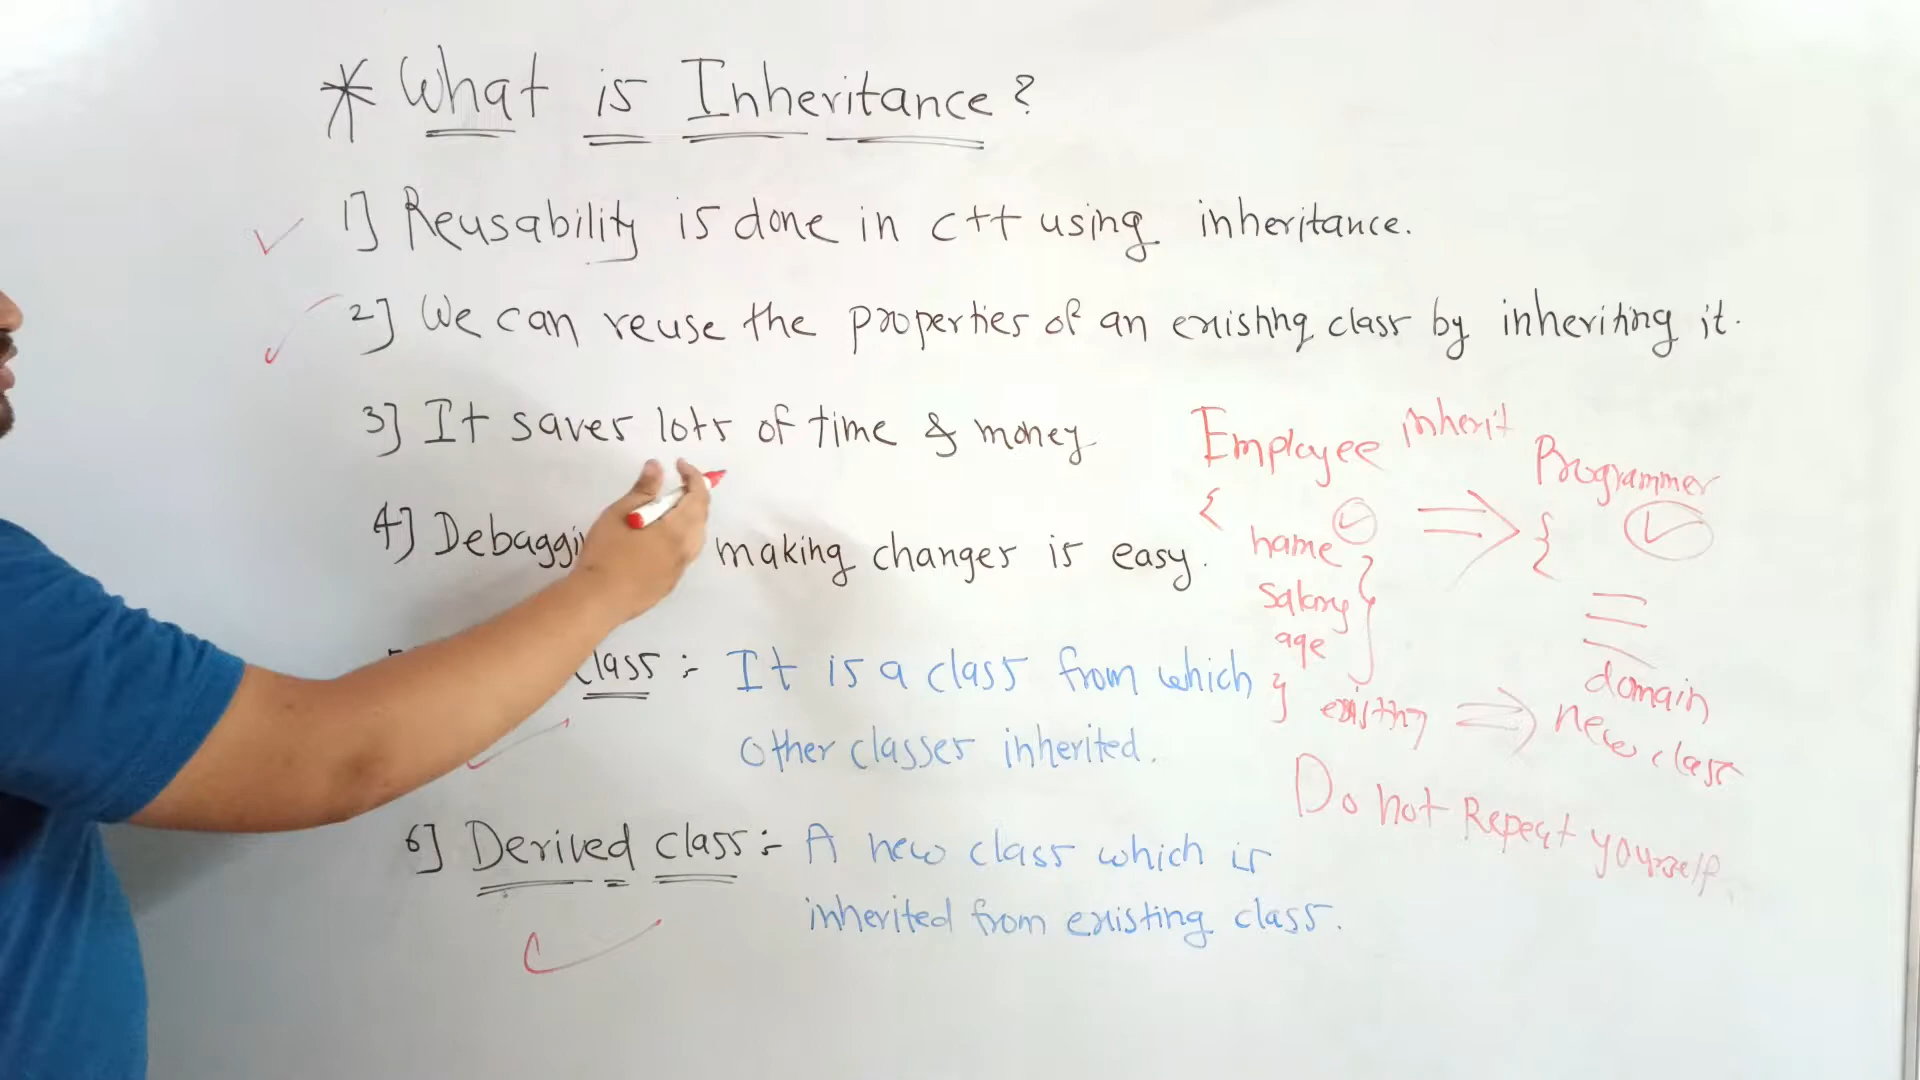 * What is Inheritance?
1] Reusability is done in c++ using inheritance.
2] We can reuse the properties of an existing class by inheriting it.
3] It saves lots of time & money
4] Debaggi making changes is easy.
class :- It is a class from which
other classes inherited.
6] Derived class :- A new class which is
inherited from existing class.
Employee inherit Programmer
{ {
name
salary
age
} existing ⇒ new class
domain
Do not Repeat yourself.